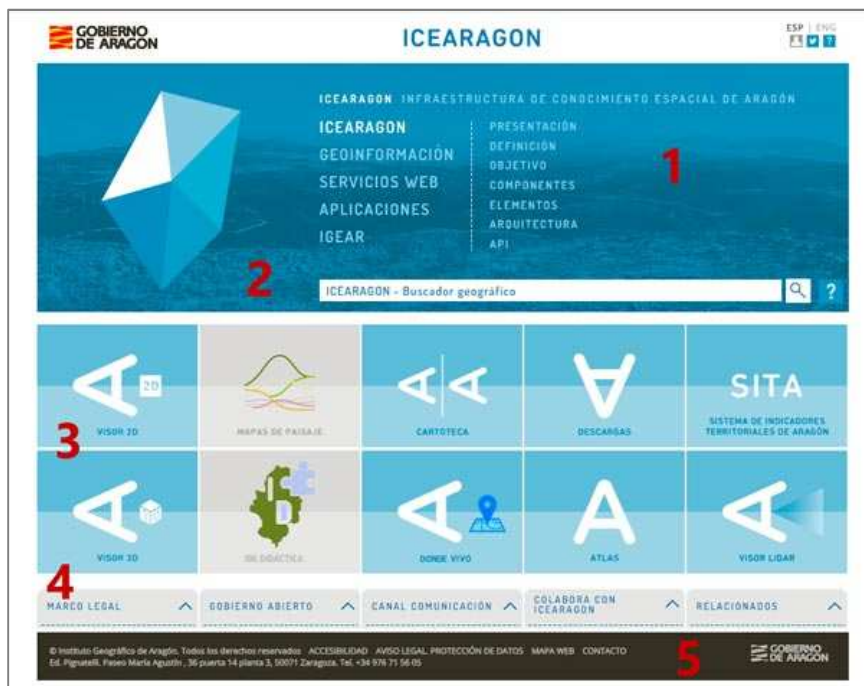 GOBIERNO
DE ARAGÓN
ICEARAGON
ESP | ENG
?
ICEARAGON INFRAESTRUCTURA DE CONOCIMIENTO ESPACIAL DE ARAGÓN
ICEARAGON
GEOINFORMACIÓN
SERVICIOS WEB
APLICACIONES
IGEAR
PRESENTACIÓN
DEFINICIÓN
OBJETIVO
COMPONENTES
ELEMENTOS
ARQUITECTURA
API
1
2
ICEARAGON - Buscador geográfico
?
2D
VISOR 2D
MAPAS DE PAISAJE
A A
CARTOTECA
DESCARGAS
SITA
SISTEMA DE INDICADORES
TERRITORIALES DE ARAGÓN
3
VISOR 3D
IDE DIDÁCTICA
DONDE VIVO
A
ATLAS
VISOR LIDAR
4
MARCO LEGAL
GOBIERNO ABIERTO
CANAL COMUNICACIÓN
COLABORA CON
ICEARAGON
RELACIONADOS
© Instituto Geográfico de Aragón. Todos los derechos reservados ACCESIBILIDAD AVISO LEGAL. PROTECCIÓN DE DATOS MAPA WEB CONTACTO
Ed. Pignatelli. Paseo María Agustín , 36 puerta 14 planta 3, 50071 Zaragoza. Tel. +34 976 71 56 05
5
GOBIERNO
DE ARAGÓN